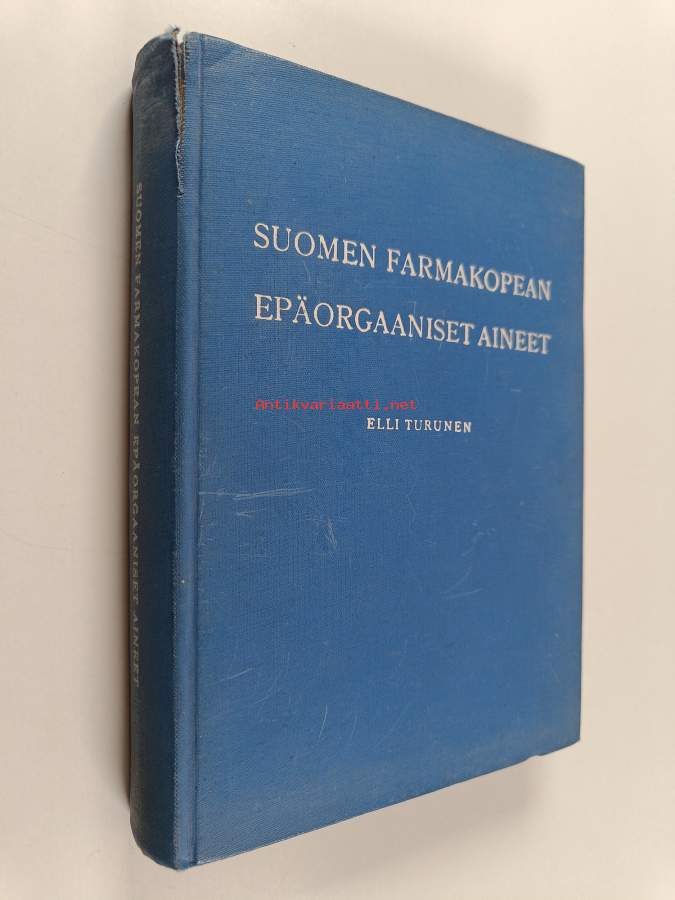 SUOMEN FARMAKOPEAN EPÄORGAANISET AINEET
SUOMEN FARMAKOPEAN
EPÄORGAANISET AINEET
Antikvariaatti.net
ELLI TURUNEN